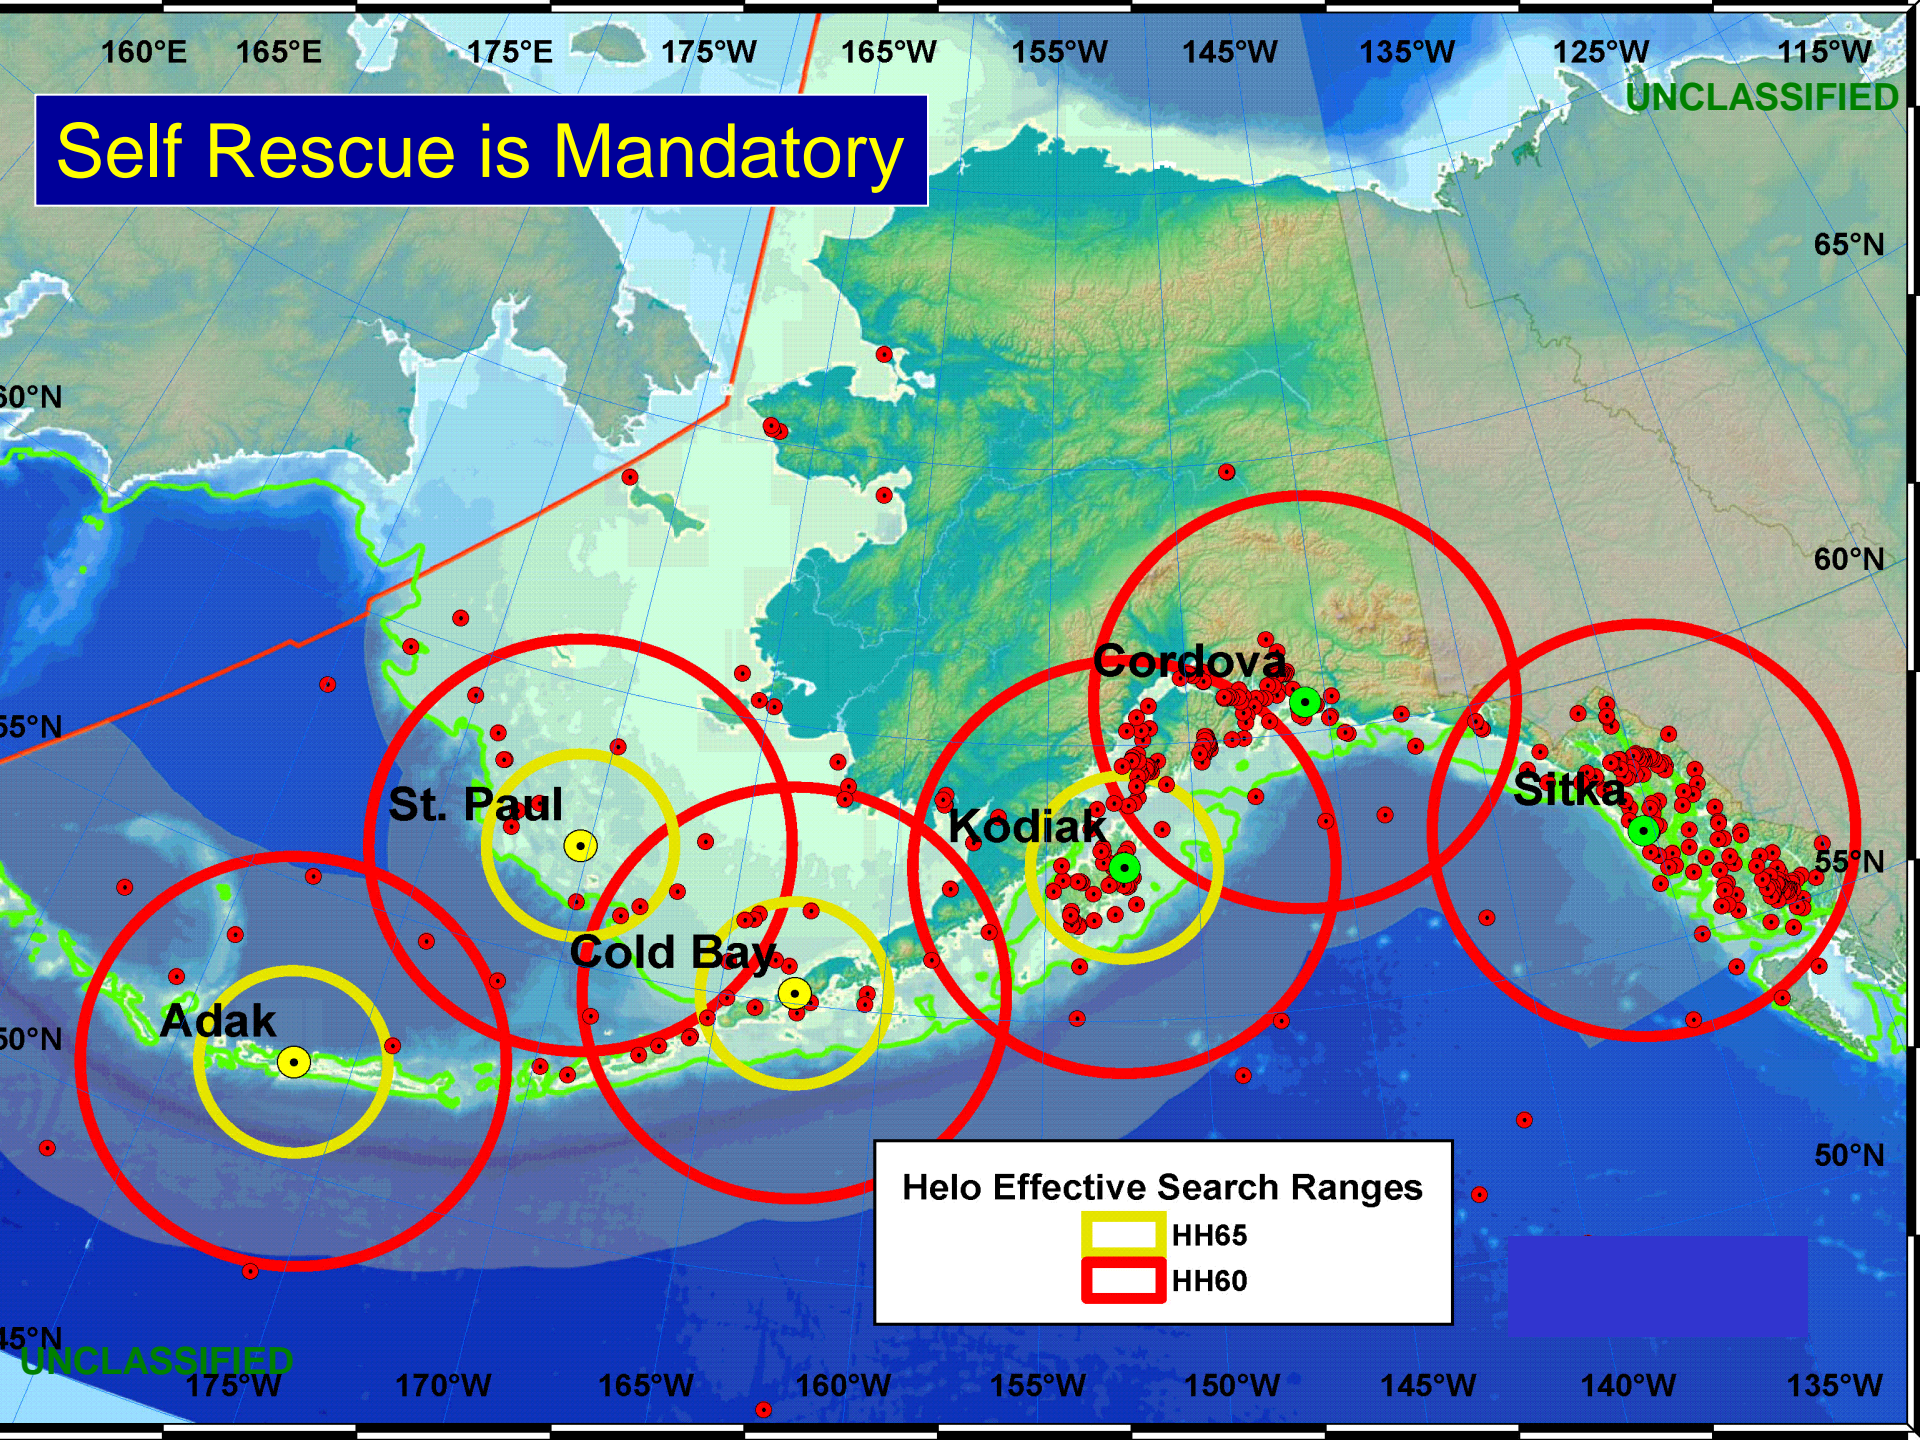 160°E 165°E 175°E 175°W 165°W 155°W 145°W 135°W 125°W 115°W
UNCLASSIFIED
Self Rescue is Mandatory
65°N
60°N
60°N
Cordova
55°N
Sitka
St. Paul
Kodiak
55°N
Cold Bay
Adak
50°N
50°N
Helo Effective Search Ranges
HH65
HH60
45°N
UNCLASSIFIED
175°W 170°W 165°W 160°W 155°W 150°W 145°W 140°W 135°W